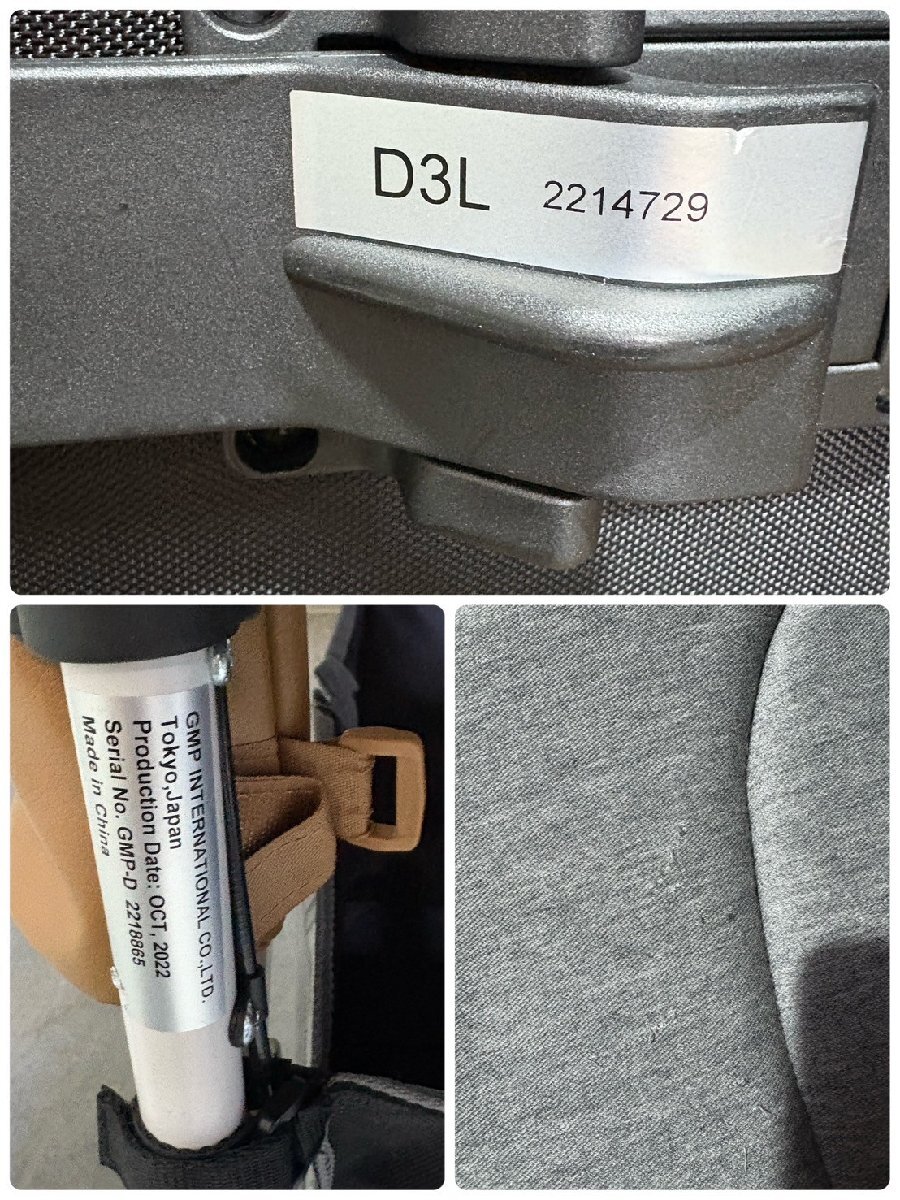 D3L 2214729
GMP INTERNATIONAL CO.,LTD.
Tokyo,Japan
Production Date: OCT, 2022
Serial No. GMP-D 2218865
Made in China